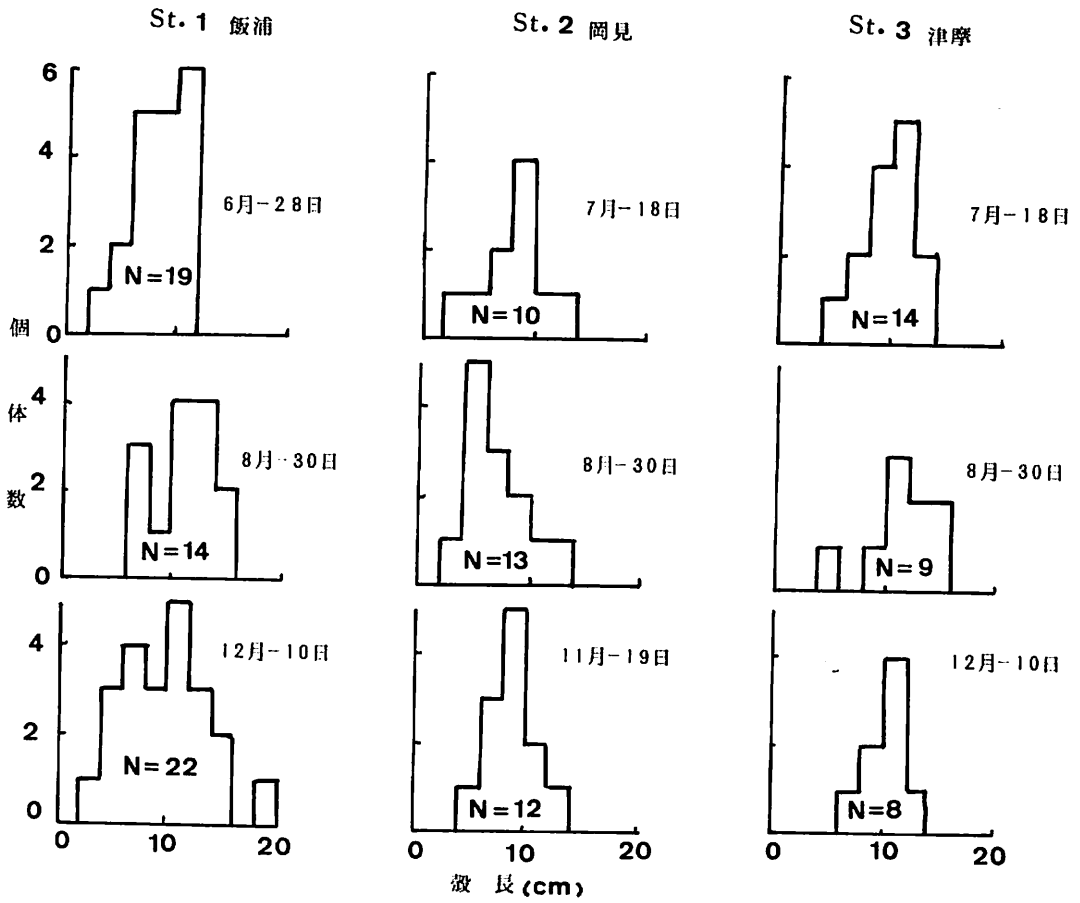 St. 1 飯浦
St. 2 岡見
St. 3 津摩
6
4
2
0
N=19
6月-28日
N=10
7月-18日
N=14
7月-18日
個体数
4
2
0
N=14
8月-30日
N=13
8月-30日
N=9
8月-30日
4
2
0
N=22
12月-10日
N=12
11月-19日
N=8
12月-10日
0 10 20
0 10 20
0 10 20
殻 長 (cm)